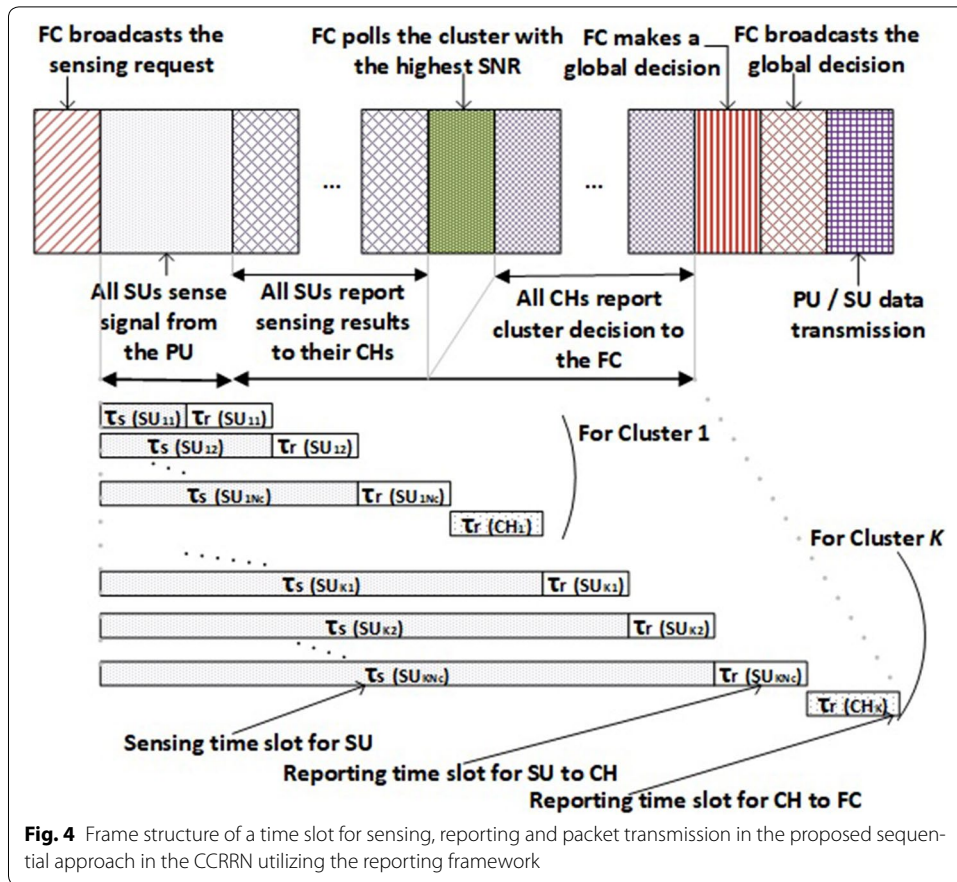 FC broadcasts the
sensing request
FC polls the cluster with
the highest SNR
FC makes a
global decision
FC broadcasts the
global decision
...
...
All SUs sense
signal from
the PU
All SUs report
sensing results
to their CHs
All CHs report
cluster decision to
the FC
PU / SU data
transmission
τs (SU11) τr (SU11)
τs (SU12) τr (SU12)
τs (SU1Nc) τr (SU1Nc)
τr (CH1)
For Cluster 1
τs (SUK1) τr (SUK1)
τs (SUK2) τr (SUK2)
τs (SUKNc) τr (SUKNc)
τr (CHK)
For Cluster K
Sensing time slot for SU
Reporting time slot for SU to CH
Reporting time slot for CH to FC
Fig. 4 Frame structure of a time slot for sensing, reporting and packet transmission in the proposed sequen-
tial approach in the CCRRN utilizing the reporting framework